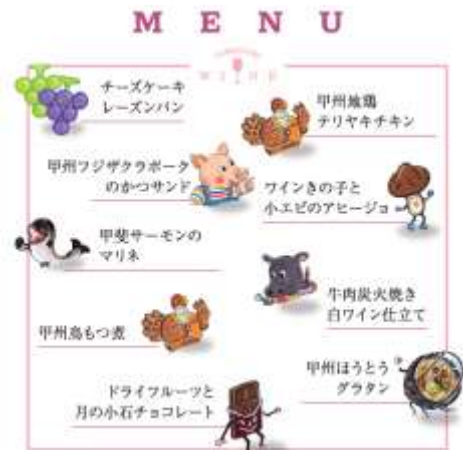 MENU
WINE
チーズケーキ
レーズンパン
甲州地鶏
テリヤキチキン
甲州フジザクラポーク
のかつサンド
ワインきの子と
小エビのアヒージョ
甲斐サーモンの
マリネ
牛肉炭火焼き
白ワイン仕立て
甲州鳥もつ煮
甲州ほうとう
グラタン
ドライフルーツと
月の小石チョコレート